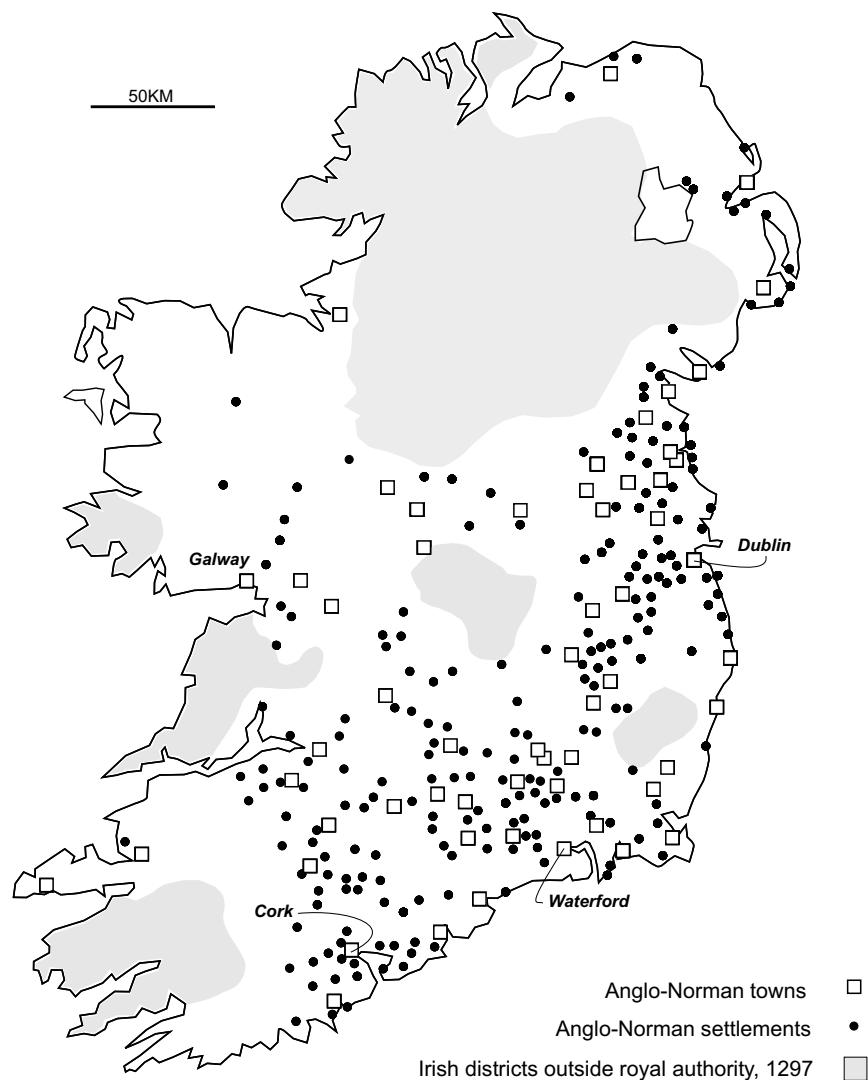 50KM
Galway
Dublin
Cork
Waterford
Anglo-Norman towns
Anglo-Norman settlements
Irish districts outside royal authority, 1297